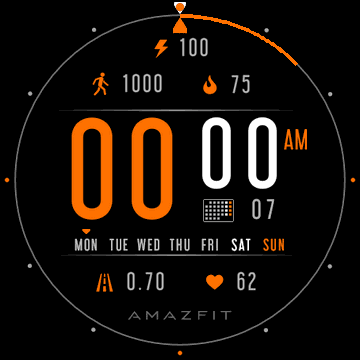 100
1000 75
00 00 AM
07
MON TUE WED THU FRI SAT SUN
0.70 62
AMAZFIT